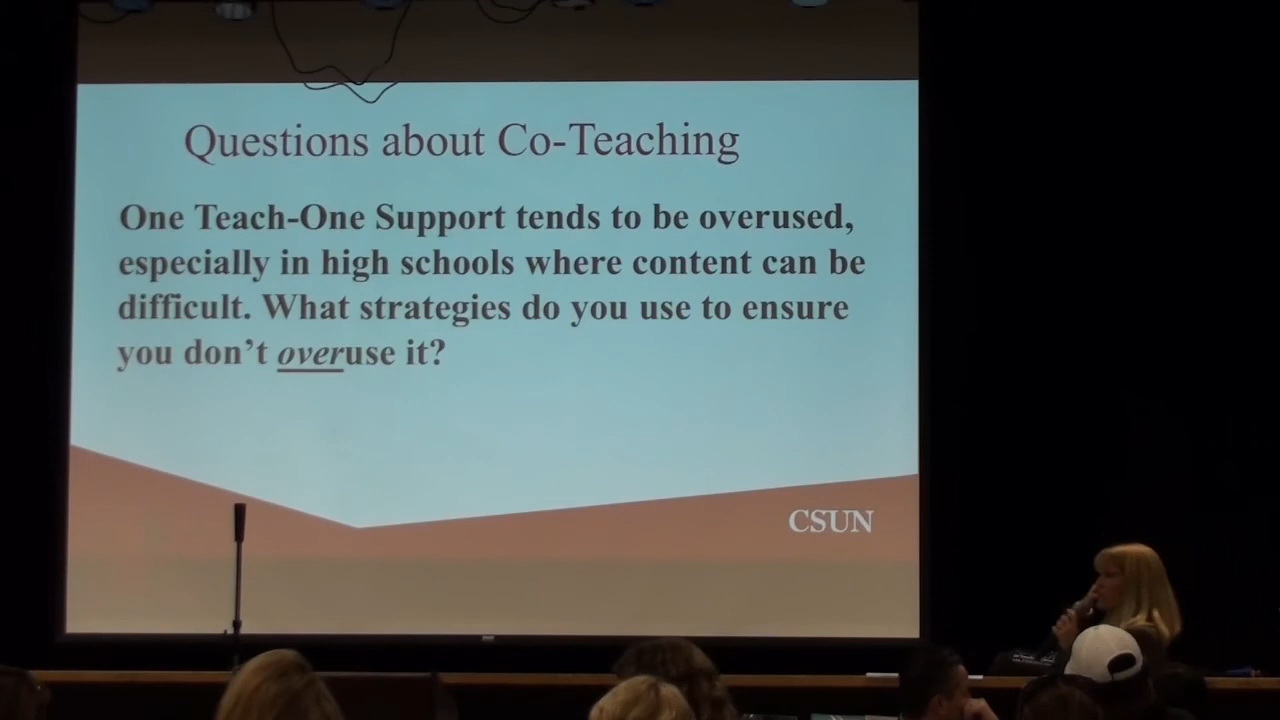 Questions about Co-Teaching
One Teach-One Support tends to be overused,
especially in high schools where content can be
difficult. What strategies do you use to ensure
you don’t overuse it?
CSUN